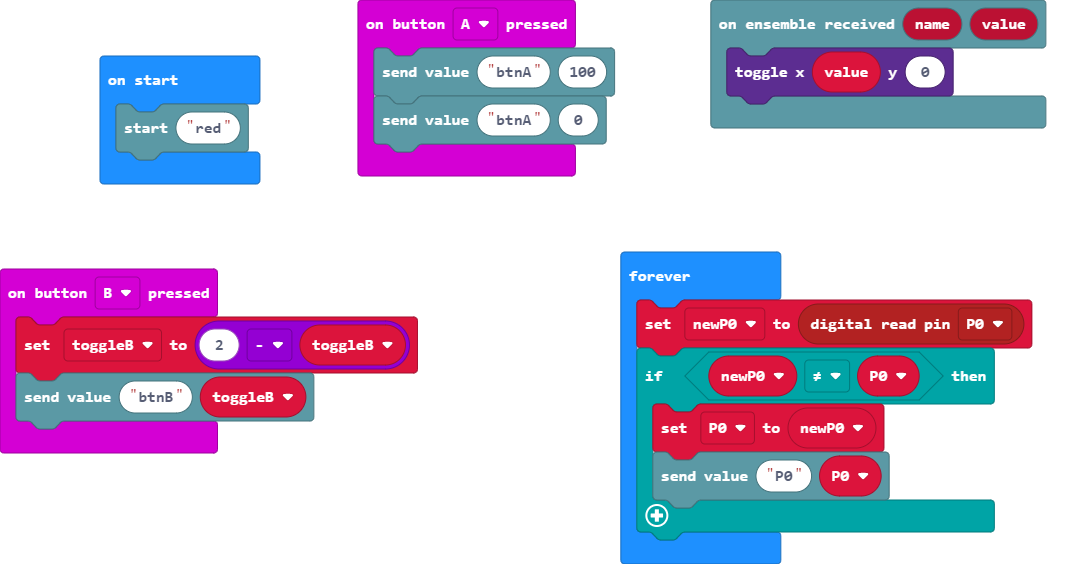 on start
start "red"
on button A pressed
send value "btnA" 100
send value "btnA" 0
on ensemble received name value
toggle x value y 0
on button B pressed
set toggleB to 2 - toggleB
send value "btnB" toggleB
forever
set newP0 to digital read pin P0
if newP0 ≠ P0 then
set P0 to newP0
send value "P0" P0